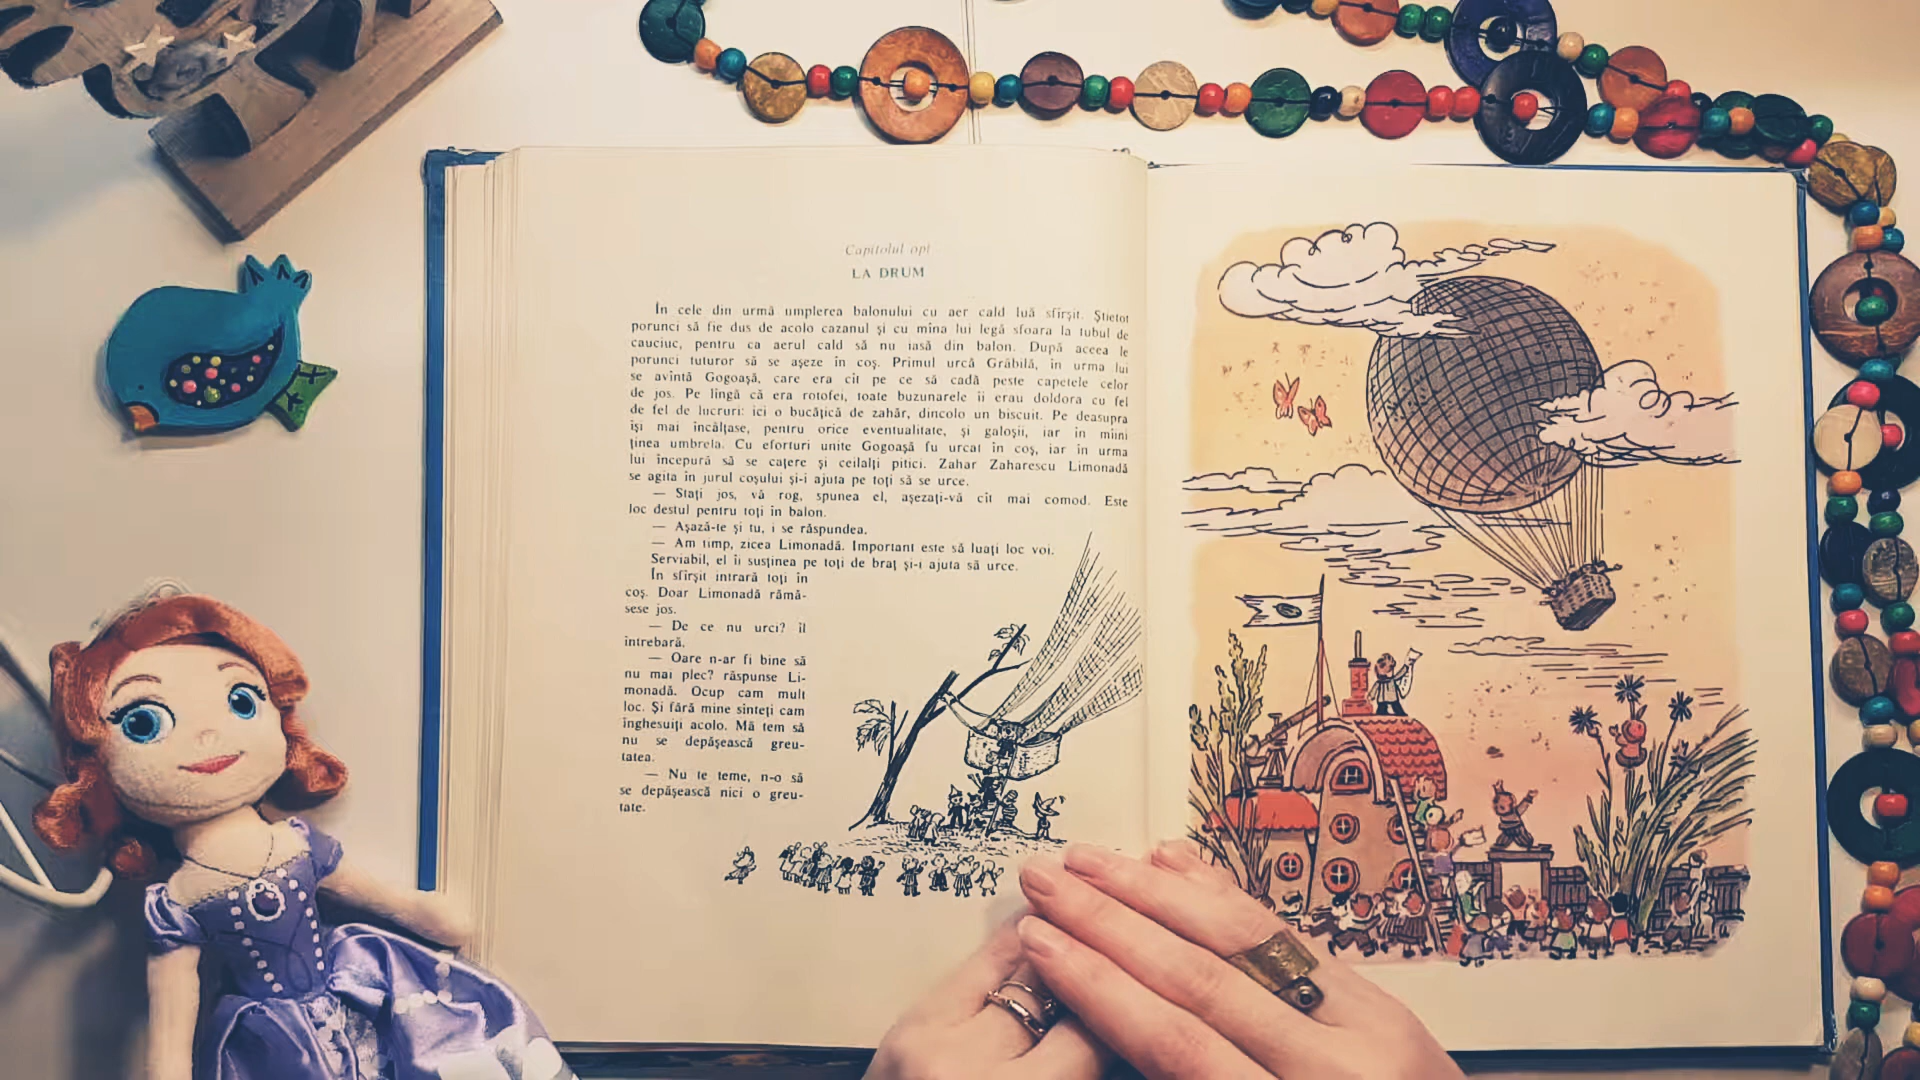 Capitolul opt
LA DRUM
În cele din urmă umplerea balonului cu aer cald luă sfîrşit. Ştietot
porunci să fie dus de acolo cazanul şi cu mîna lui legă sfoara la tubul de
cauciuc, pentru ca aerul cald să nu iasă din balon. După aceea le
porunci tuturor să se aşeze în coş. Primul urcă Grăbilă, în urma lui
se avîntă Gogoaşă, care era cît pe ce să cadă peste capetele celor
de jos. Pe lîngă că era rotofei, toate buzunarele îi erau doldora cu fel
de fel de lucruri: ici o bucăţică de zahăr, dincolo un biscuit. Pe deasupra
îşi mai încălţase, pentru orice eventualitate, şi galoşii, iar în mîini
ţinea umbrela. Cu eforturi unite Gogoaşă fu urcat în coş, iar în urma
lui începură să se caţere şi ceilalţi pitici. Zahar Zaharescu Limonadă
se agita în jurul coşului şi-i ajuta pe toţi să se urce.
— Staţi jos, vă rog, spunea el, aşezaţi-vă cît mai comod. Este
loc destul pentru toţi în balon.
— Aşază-te şi tu, i se răspundea.
— Am timp, zicea Limonadă. Important este să luaţi loc voi.
Serviabil, el îi susţinea pe toţi de braţ şi-i ajuta să urce.
În sfîrşit intrară toţi în
coş. Doar Limonadă rămă-
sese jos.
— De ce nu urci? îl
întrebară.
— Oare n-ar fi bine să
nu mai plec? răspunse Li-
monadă. Ocup cam mult
loc. Şi fără mine sînteţi cam
înghesuiţi acolo. Mă tem să
nu se depăşească greu-
tatea.
— Nu te teme, n-o să
se depăşească nici o greu-
tate.